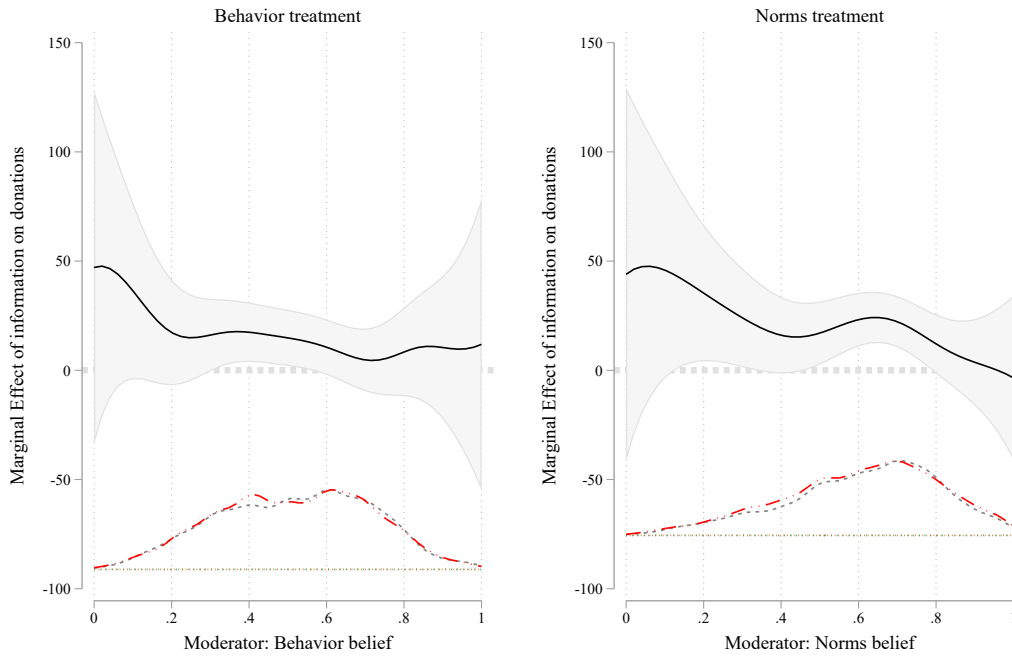 Behavior treatment
Marginal Effect of information on donations
150
100
50
0
-50
-100
0 .2 .4 .6 .8 1
Moderator: Behavior belief
Norms treatment
Marginal Effect of information on donations
150
100
50
0
-50
-100
0 .2 .4 .6 .8
Moderator: Norms belief